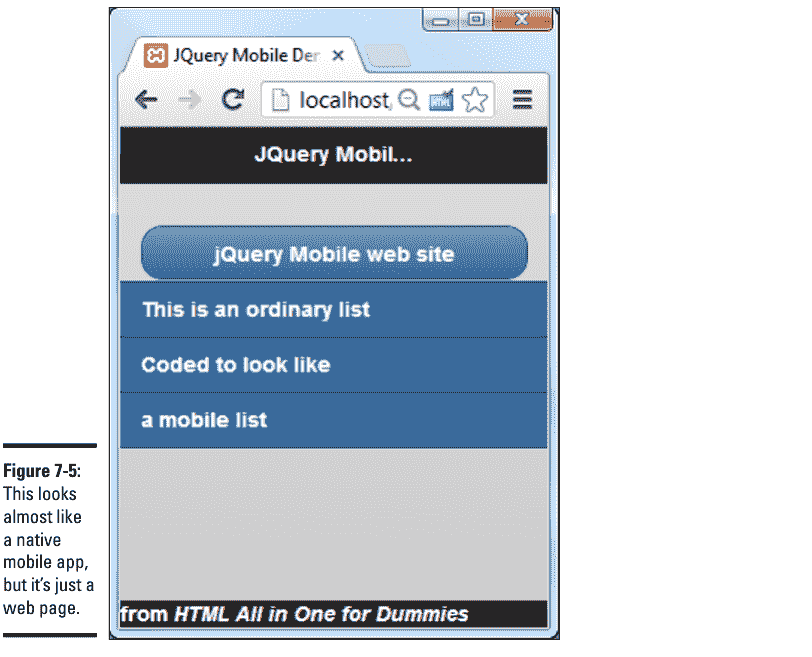 JQuery Mobile Der
localhost,
JQuery Mobil...
jQuery Mobile web site
This is an ordinary list
Coded to look like
a mobile list
from HTML All in One for Dummies
Figure 7-5:
This looks
almost like
a native
mobile app,
but it's just a
web page.